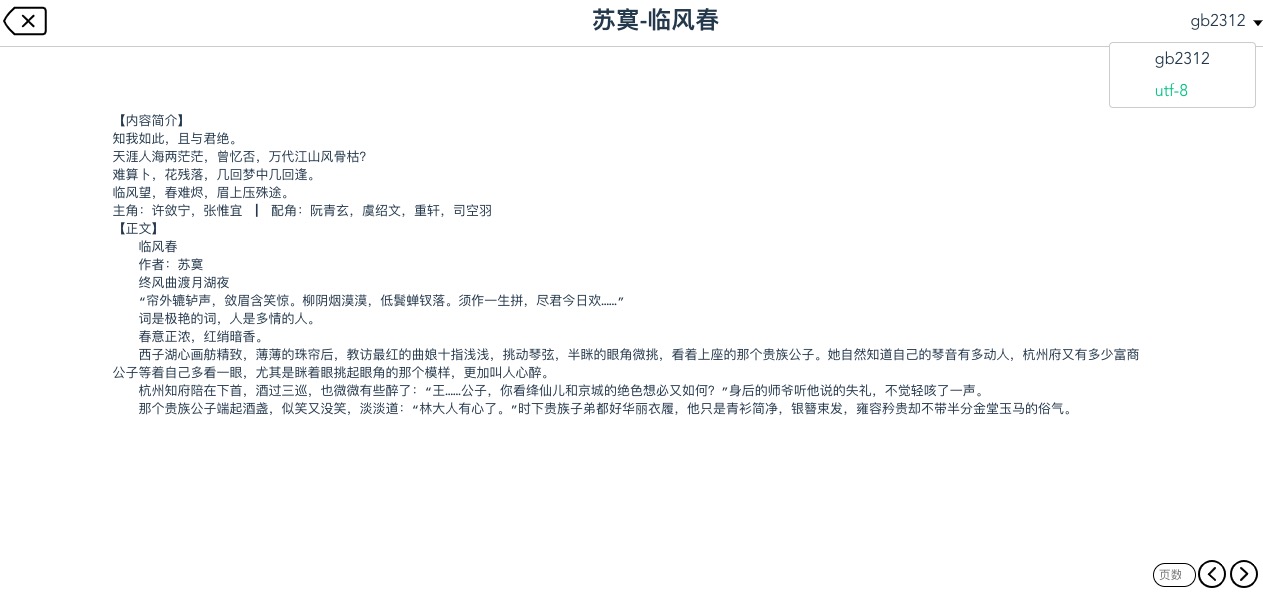 苏寞-临风春
gb2312
gb2312
utf-8
【内容简介】
知我如此，且与君绝。
天涯人海两茫茫，曾忆否，万代江山风骨枯？
难算卜，花残落，几回梦中几回逢。
临风望，春难烬，眉上压殊途。
主角：许敛宁，张惟宜 ┃ 配角：阮青玄，虞绍文，重轩，司空羽
【正文】
临风春
作者：苏寞
终风曲渡月湖夜
“帘外辘轳声，敛眉含笑惊。柳阴烟漠漠，低鬓蝉钗落。须作一生拼，尽君今日欢……”
词是极艳的词，人是多情的人。
春意正浓，红绡暗香。
西子湖心画舫精致，薄薄的珠帘后，教访最红的曲娘十指浅浅，挑动琴弦，半眯的眼角微挑，看着上座的那个贵族公子。她自然知道自己的琴音有多动人，杭州府又有多少富商
公子等着自己多看一眼，尤其是眯着眼挑起眼角的那个模样，更加叫人心醉。
杭州知府陪在下首，酒过三巡，也微微有些醉了：“王……公子，你看绛仙儿和京城的绝色想必又如何？”身后的师爷听他说的失礼，不觉轻咳了一声。
那个贵族公子端起酒盏，似笑又没笑，淡淡道：“林大人有心了。”时下贵族子弟都好华丽衣履，他只是青衫简净，银簪束发，雍容矜贵却不带半分金堂玉马的俗气。
页数